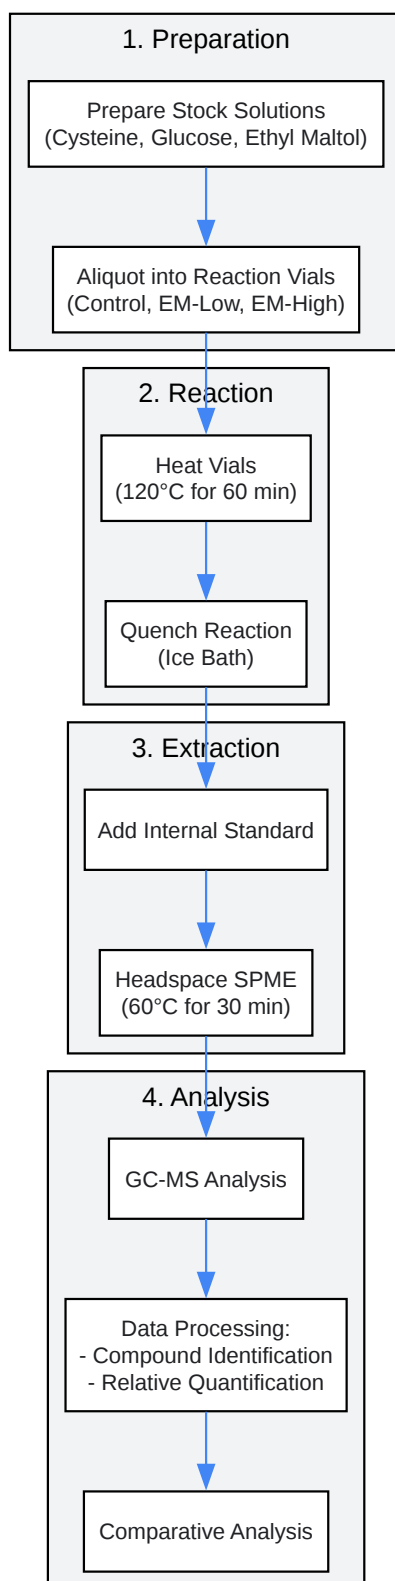 1. Preparation
Prepare Stock Solutions
(Cysteine, Glucose, Ethyl Maltol)
Aliquot into Reaction Vials
(Control, EM-Low, EM-High)
2. Reaction
Heat Vials
(120°C for 60 min)
Quench Reaction
(Ice Bath)
3. Extraction
Add Internal Standard
Headspace SPME
(60°C for 30 min)
4. Analysis
GC-MS Analysis
Data Processing:
- Compound Identification
- Relative Quantification
Comparative Analysis